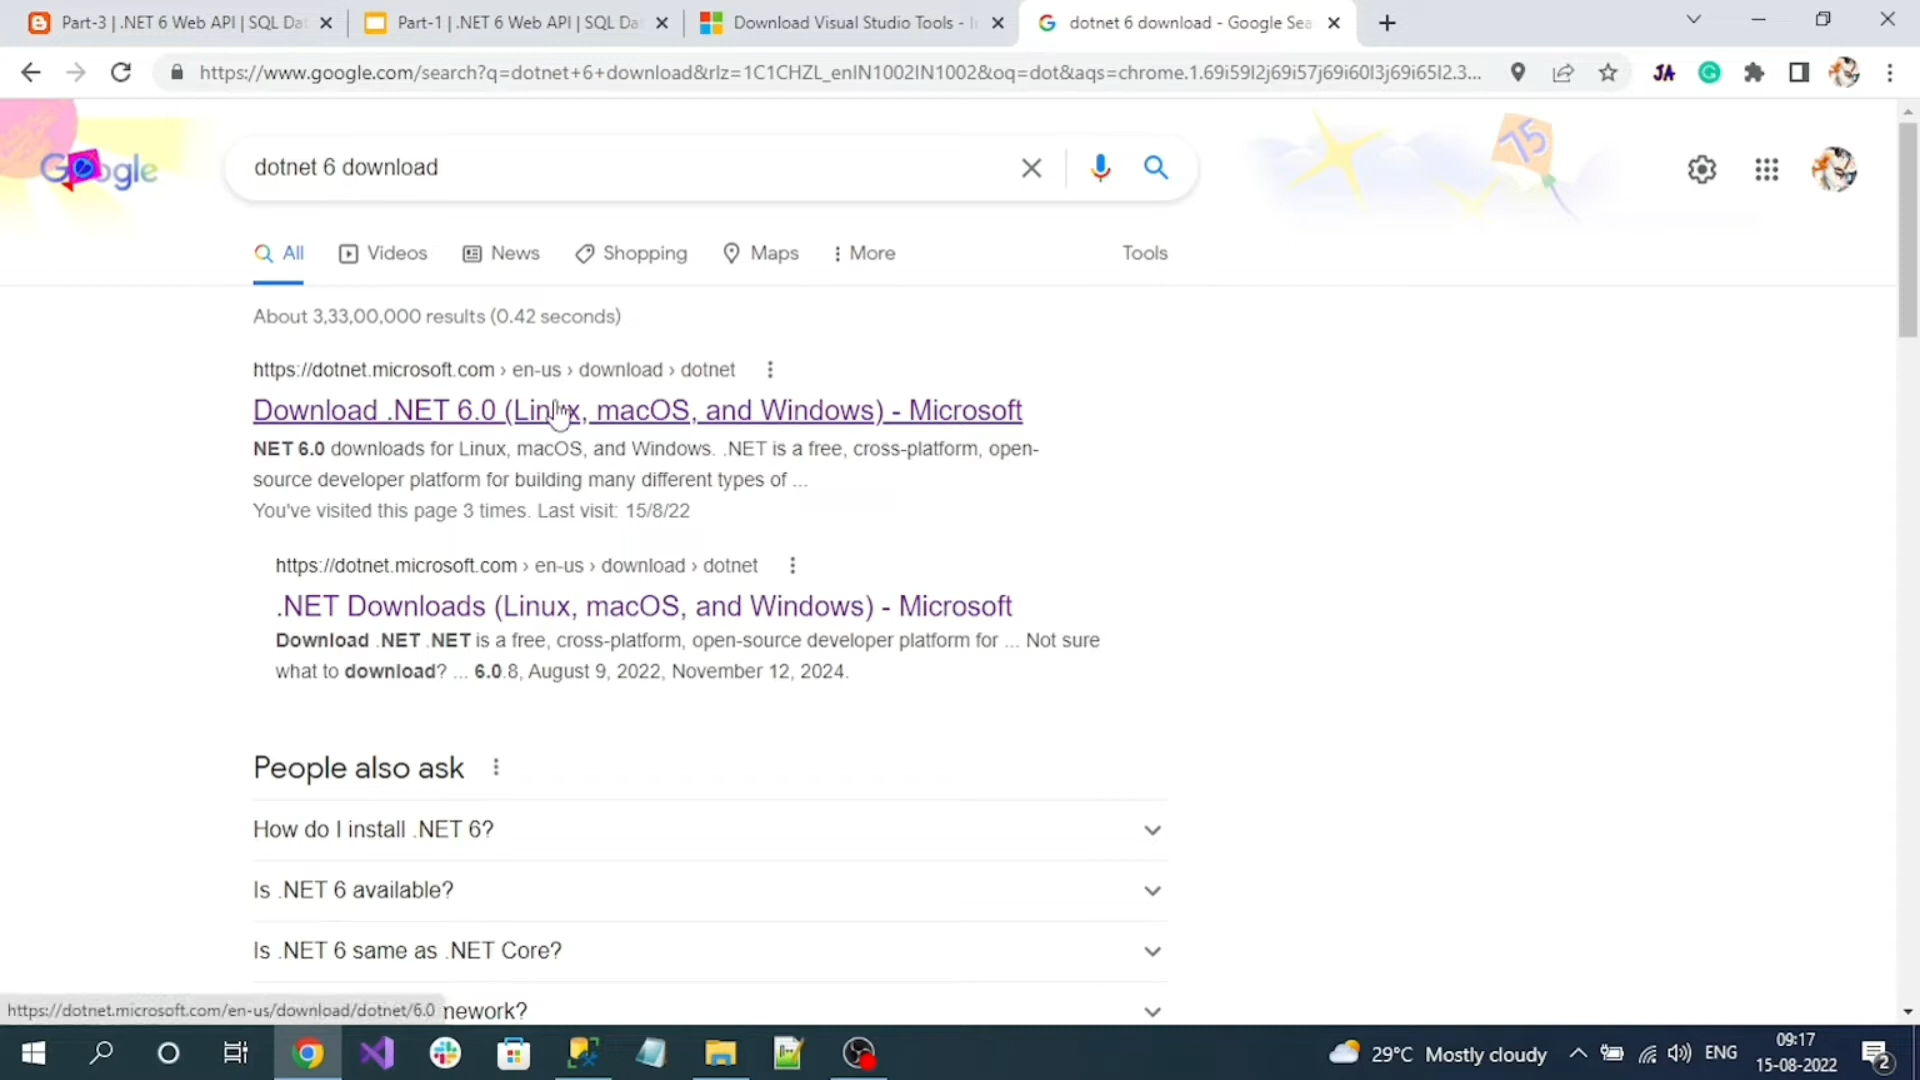 Part-3 | .NET 6 Web API | SQL Da
Part-1 | .NET 6 Web API | SQL Da
Download Visual Studio Tools - I
dotnet 6 download - Google Sea
https://www.google.com/search?q=dotnet+6+download&rlz=1C1CHZL_enIN1002IN1002&oq=dot&aqs=chrome.1.69i59l2j69i57j69i60l3j69i65l2.3...
JA
Google
dotnet 6 download
75
All
Videos
News
Shopping
Maps
More
Tools
About 3,33,00,000 results (0.42 seconds)
https://dotnet.microsoft.com › en-us › download › dotnet
Download .NET 6.0 (Linux, macOS, and Windows) - Microsoft
NET 6.0 downloads for Linux, macOS, and Windows. .NET is a free, cross-platform, open-
source developer platform for building many different types of ...
You've visited this page 3 times. Last visit: 15/8/22
https://dotnet.microsoft.com › en-us › download › dotnet
.NET Downloads (Linux, macOS, and Windows) - Microsoft
Download .NET .NET is a free, cross-platform, open-source developer platform for ... Not sure
what to download? ... 6.0.8, August 9, 2022, November 12, 2024.
People also ask
How do I install .NET 6?
Is .NET 6 available?
Is .NET 6 same as .NET Core?
https://dotnet.microsoft.com/en-us/download/dotnet/6.0
nework?
29°C Mostly cloudy
ENG
09:17
15-08-2022
2